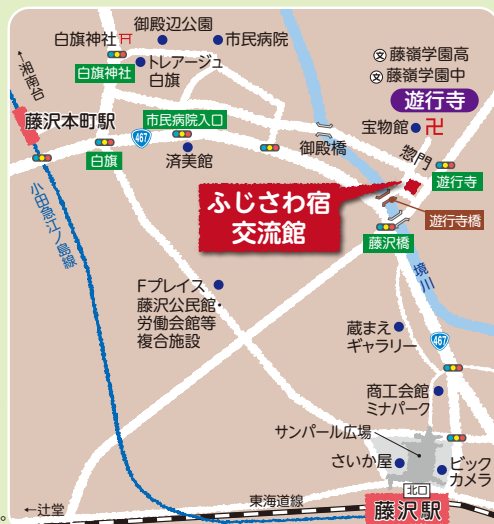 御殿辺公園
白旗神社
市民病院
←湘南台
トレアージュ
白旗
白旗神社
文 藤嶺学園高
文 藤嶺学園中
遊行寺
藤沢本町駅
市民病院入口
467
宝物館 卍
白旗
済美館
御殿橋
惣門
遊行寺
ふじさわ宿
交流館
遊行寺橋
藤沢橋
小田急江ノ島線
境川
Fプレイス
藤沢公民館・
労働会館等
複合施設
467
蔵まえ
ギャラリー
商工会館
ミナパーク
サンパール広場
さいか屋
ビック
カメラ
北口
東海道線
←辻堂
藤沢駅
。